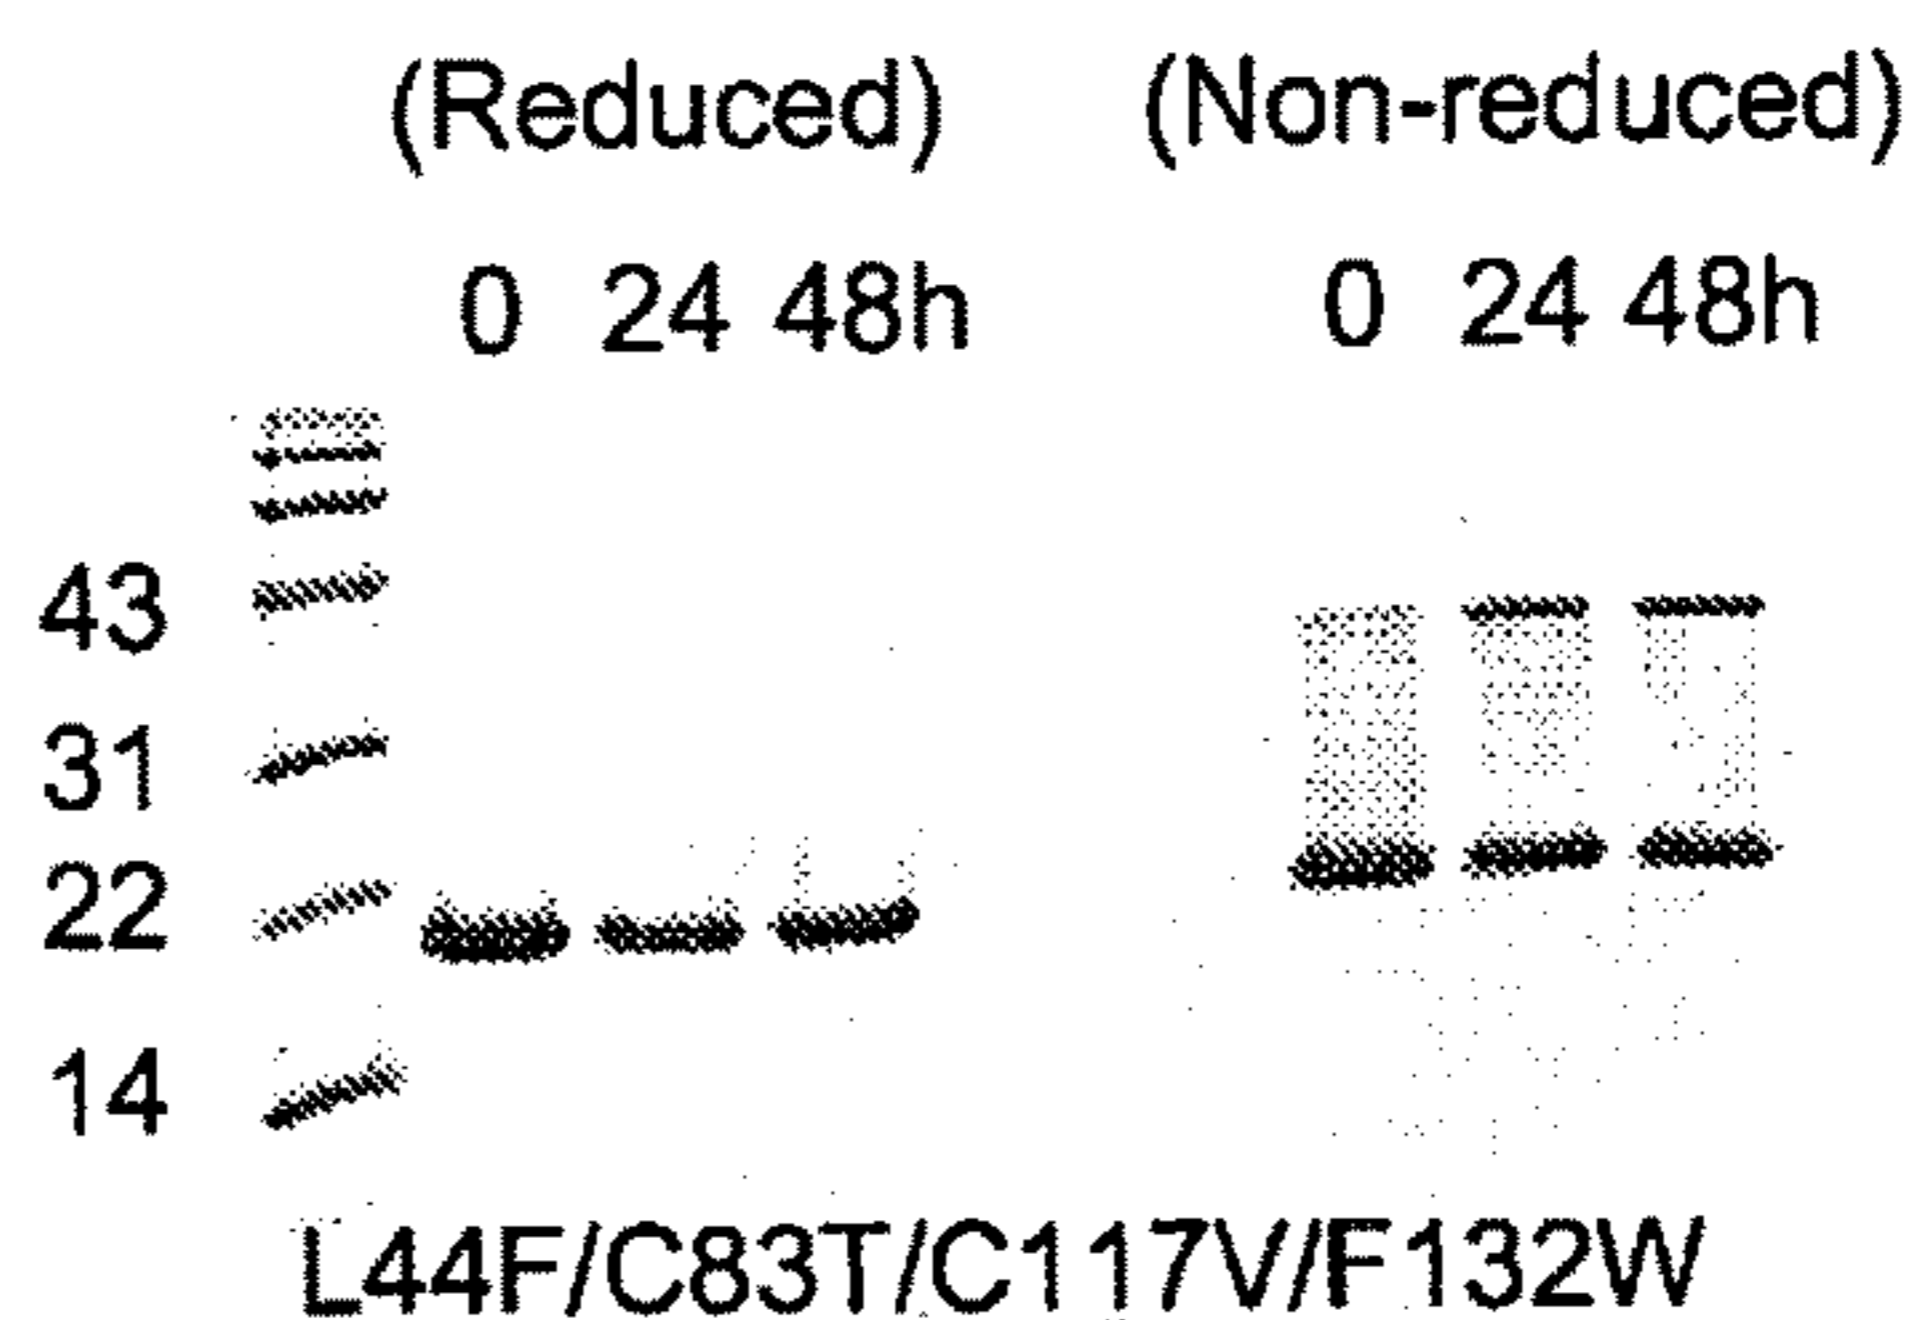 (Reduced) (Non-reduced)
0 24 48h 0 24 48h
43
31
22
14
L44F/C83T/C117V/F132W